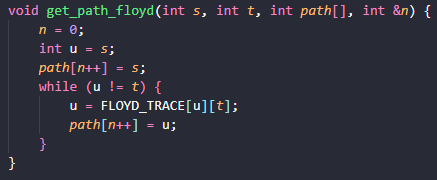 void get_path_floyd(int s, int t, int path[], int &n) {
    n = 0;
    int u = s;
    path[n++] = s;
    while (u != t) {
        u = FLOYD_TRACE[u][t];
        path[n++] = u;
    }
}